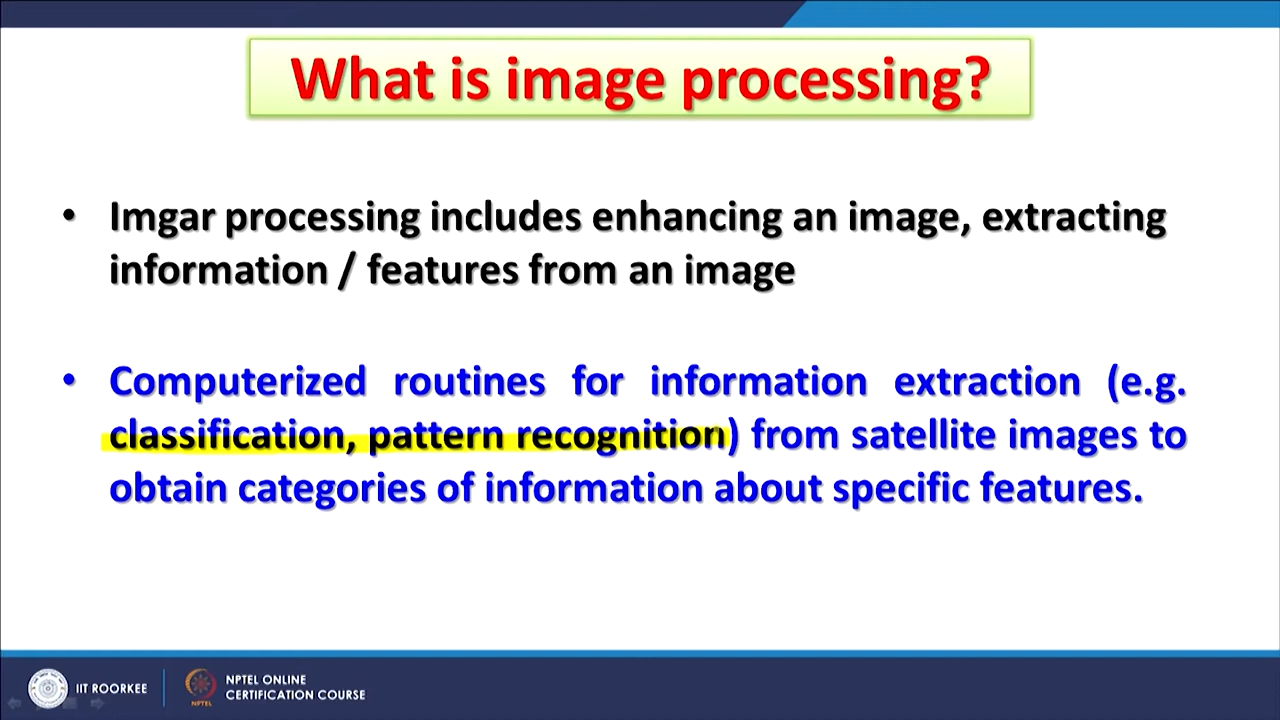 What is image processing?
• Imgar processing includes enhancing an image, extracting
information / features from an image
• Computerized routines for information extraction (e.g.
classification, pattern recognition) from satellite images to
obtain categories of information about specific features.
IIT ROORKEE
NPTEL
NPTEL ONLINE
CERTIFICATION COURSE